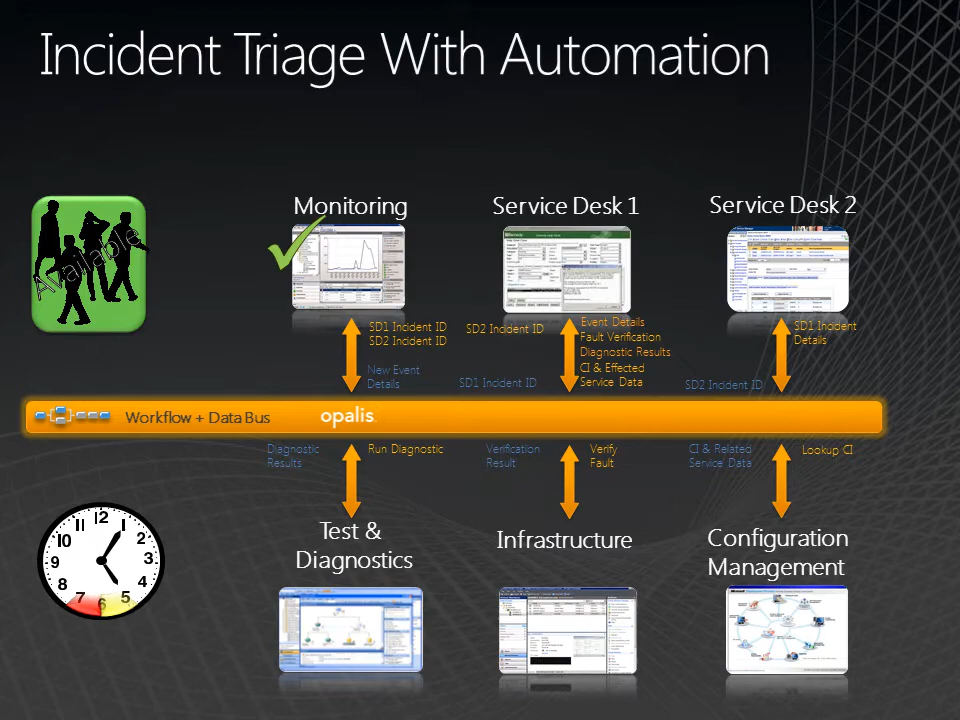 Incident Triage With Automation
Available
Monitoring
Service Desk 1
Service Desk 2
SD1 Incident ID
SD2 Incident ID
New Event
Details
SD2 Incident ID
SD1 Incident ID
Event Details
Fault Verification
Diagnostic Results
CI & Effected
Service Data
SD1 Incident
Details
SD2 Incident ID
Workflow + Data Bus
opalis
Diagnostic
Results
Run Diagnostic
Verification
Result
Verify
Fault
CI & Related
Service Data
Lookup CI
12
11
1
10
2
9
3
8
4
7
6
5
Test &
Diagnostics
Infrastructure
Configuration
Management